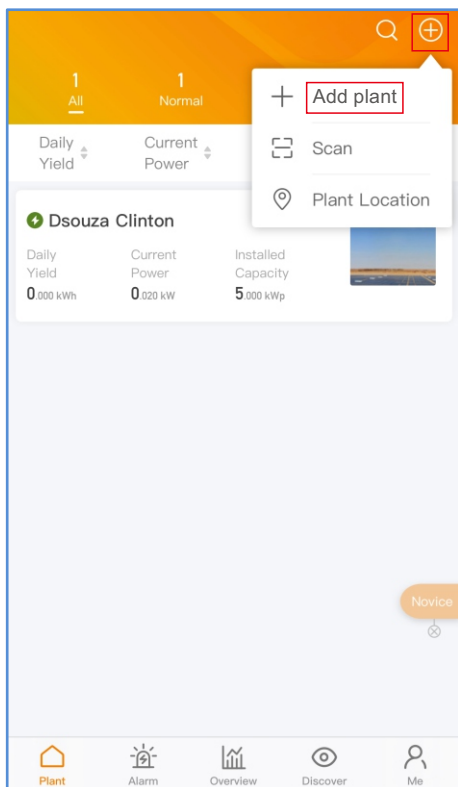 1 1
All Normal
Add plant
Scan
Plant Location
Daily Current
Yield Power
Dsouza Clinton
Daily Current Installed
Yield Power Capacity
0.000 kWh 0.020 kW 5.000 kWp
Novice
Plant Alarm Overview Discover Me